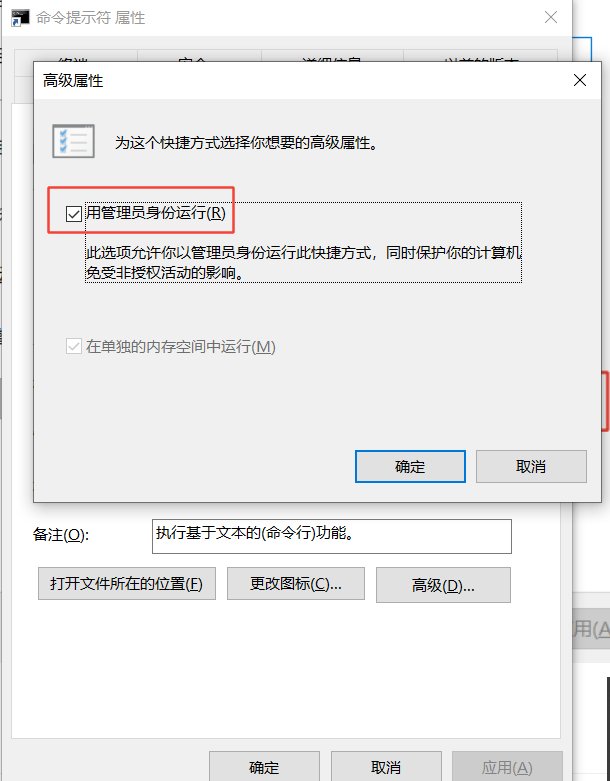 命令提示符 属性
高级属性
为这个快捷方式选择你想要的高级属性。
用管理员身份运行(R)
此选项允许你以管理员身份运行此快捷方式，同时保护你的计算机
免受非授权活动的影响。
在单独的内存空间中运行(M)
确定 取消
备注(O): 执行基于文本的(命令行)功能。
打开文件所在的位置(F) 更改图标(C)... 高级(D)...
用(A
确定 取消 应用(A)